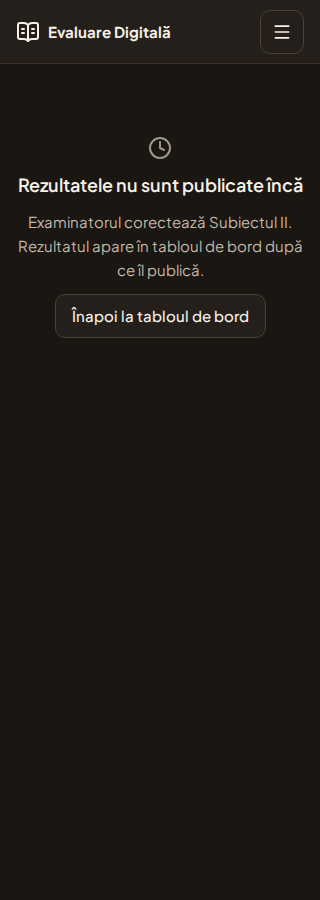 Evaluare Digitală
Rezultatele nu sunt publicate încă
Examinatorul corectează Subiectul II.
Rezultatul apare în tabloul de bord după
ce îl publică.
Înapoi la tabloul de bord